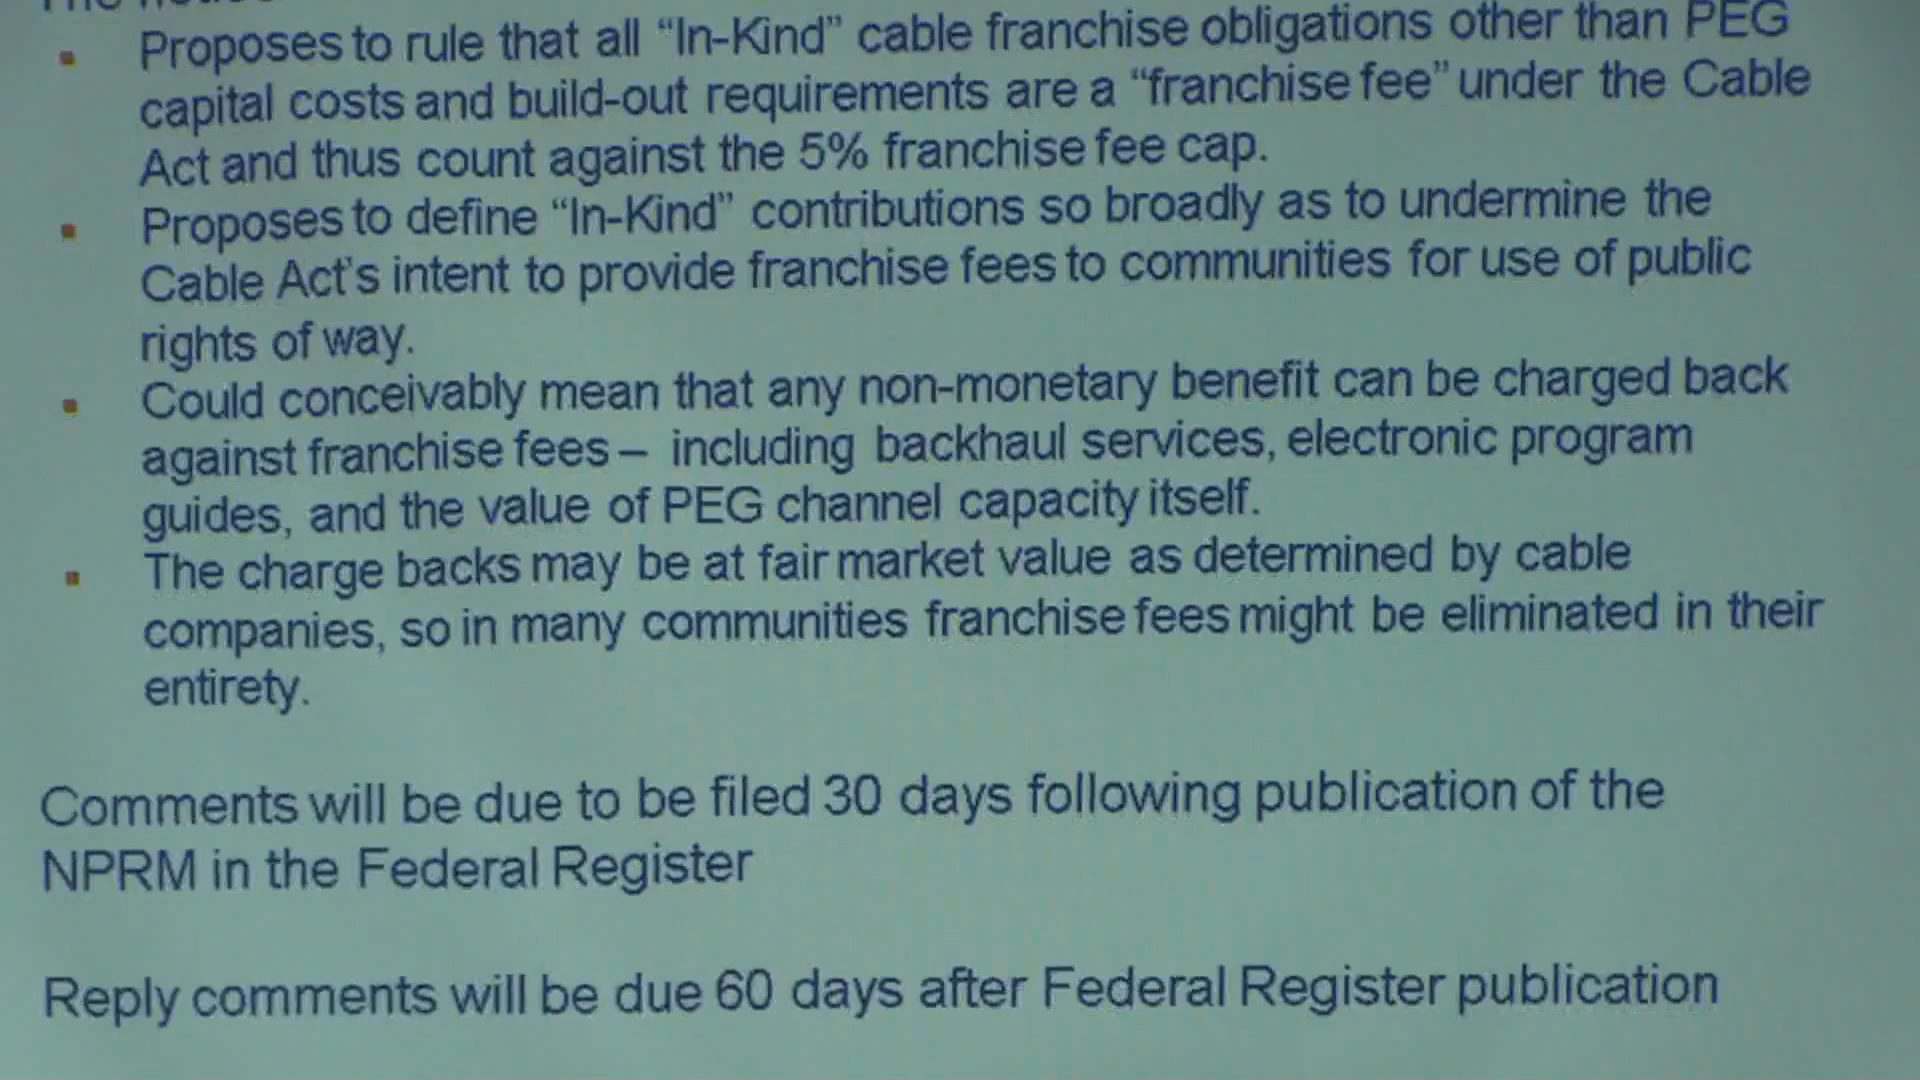 Proposes to rule that all “In-Kind” cable franchise obligations other than PEG
capital costs and build-out requirements are a “franchise fee” under the Cable
Act and thus count against the 5% franchise fee cap.
Proposes to define “In-Kind” contributions so broadly as to undermine the
Cable Act's intent to provide franchise fees to communities for use of public
rights of way.
Could conceivably mean that any non-monetary benefit can be charged back
against franchise fees – including backhaul services, electronic program
guides, and the value of PEG channel capacity itself.
The charge backs may be at fair market value as determined by cable
companies, so in many communities franchise fees might be eliminated in their
entirety.
Comments will be due to be filed 30 days following publication of the
NPRM in the Federal Register
Reply comments will be due 60 days after Federal Register publication